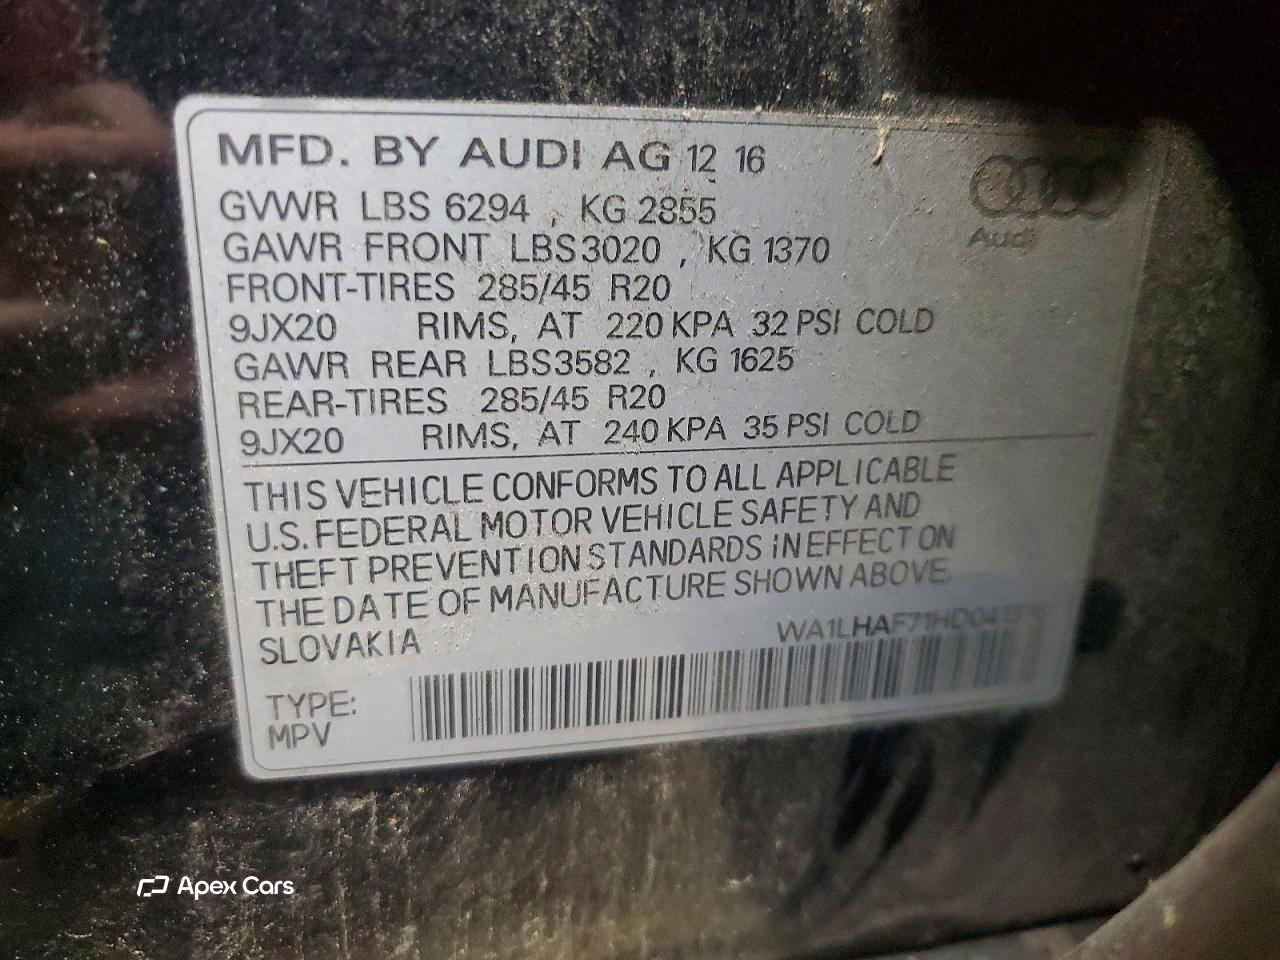 MFD. BY AUDI AG 12 16
Audi
GVWR LBS 6294 , KG 2855
GAWR FRONT LBS3020 , KG 1370
FRONT-TIRES 285/45 R20
9JX20 RIMS, AT 220 KPA 32 PSI COLD
GAWR REAR LBS3582 , KG 1625
REAR-TIRES 285/45 R20
9JX20 RIMS, AT 240 KPA 35 PSI COLD
THIS VEHICLE CONFORMS TO ALL APPLICABLE
U.S. FEDERAL MOTOR VEHICLE SAFETY AND
THEFT PREVENTION STANDARDS IN EFFECT ON
THE DATE OF MANUFACTURE SHOWN ABOVE.
SLOVAKIA
TYPE:
MPV
Apex Cars